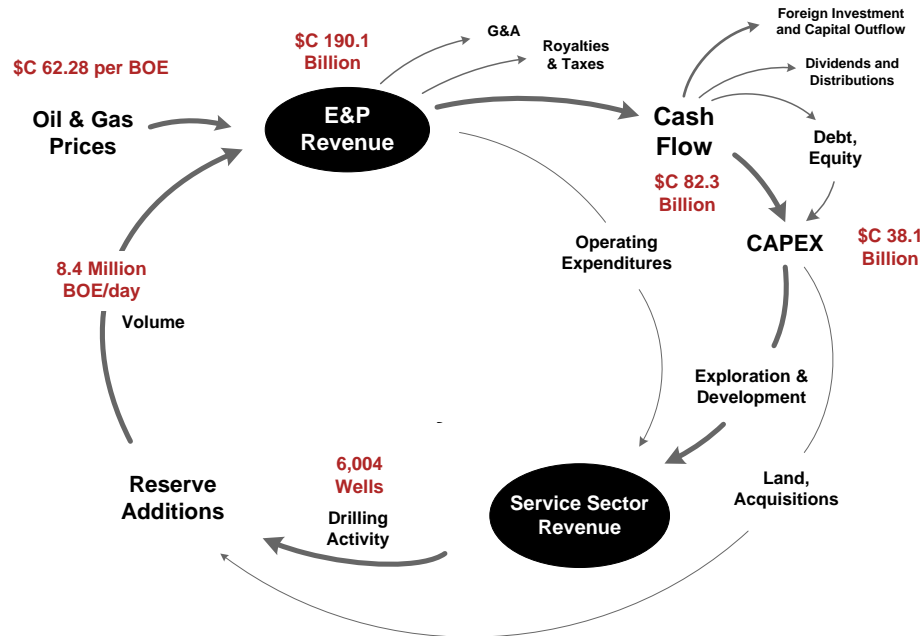 $C 62.28 per BOE
Oil & Gas
Prices
$C 190.1
Billion
E&P
Revenue
G&A
Royalties
& Taxes
Foreign Investment
and Capital Outflow
Dividends and
Distributions
Cash
Flow
$C 82.3
Billion
Debt,
Equity
CAPEX
$C 38.1
Billion
Operating
Expenditures
8.4 Million
BOE/day
Volume
Exploration &
Development
Land,
Acquisitions
Service Sector
Revenue
6,004
Wells
Drilling
Activity
Reserve
Additions